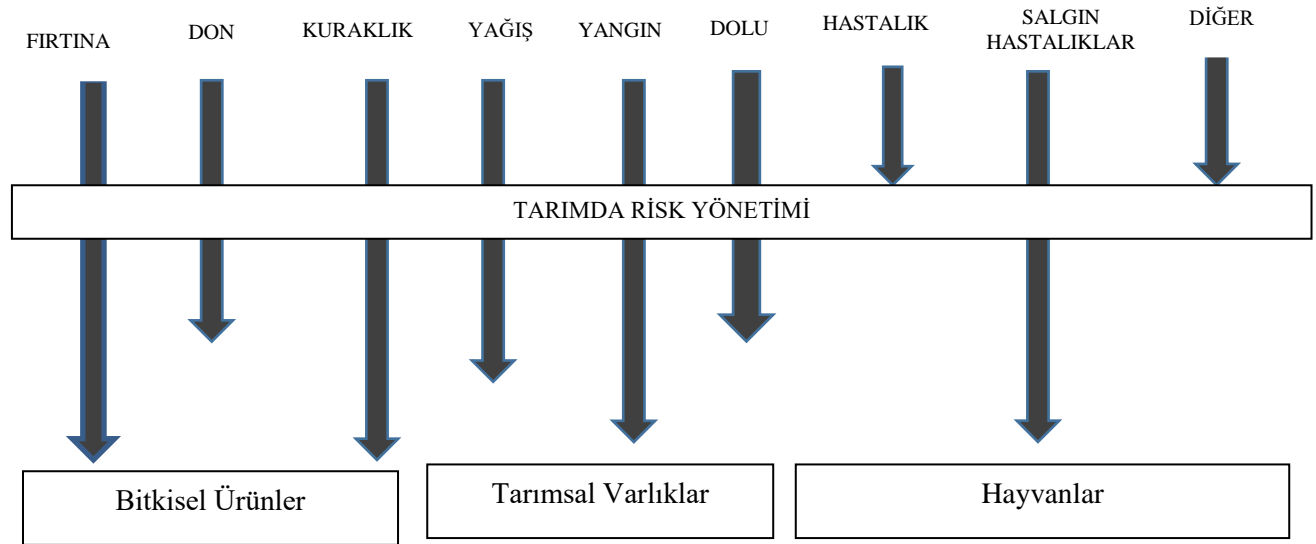 FIRTINA
DON
KURAKLIK
YAĞIŞ
YANGIN
DOLU
HASTALIK
SALGIN
HASTALIKLAR
DİĞER
TARIMDA RİSK YÖNETİMİ
Bitkisel Ürünler
Tarımsal Varlıklar
Hayvanlar